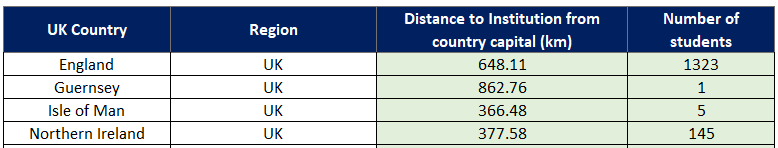 UK Country Region Distance to Institution from country capital (km) Number of students
England UK 648.11 1323
Guernsey UK 862.76 1
Isle of Man UK 366.48 5
Northern Ireland UK 377.58 145